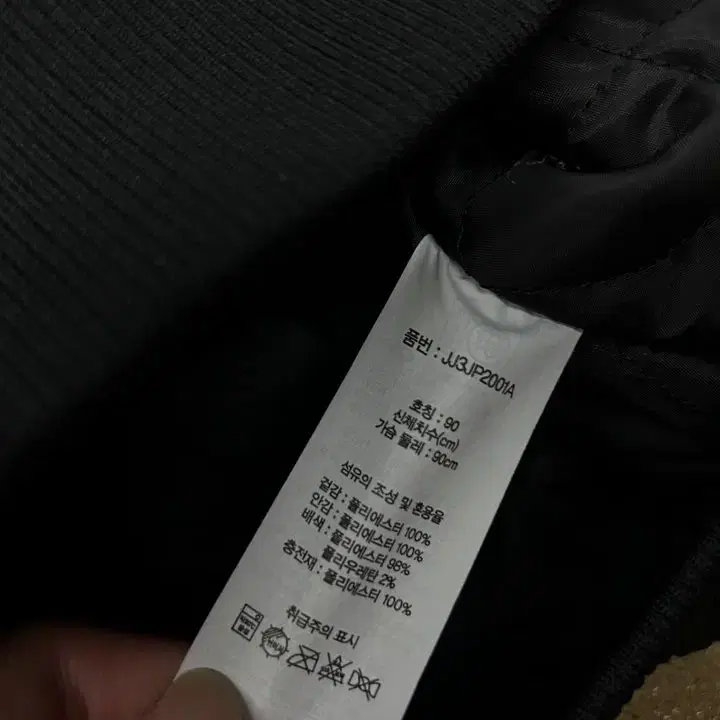 품번 : JJ3JP2001A
호칭 : 90
신체치수(cm)
가슴 둘레 : 90cm
섬유의 조성 및 혼용율
겉감 : 폴리에스터 100%
안감 : 폴리에스터 100%
배색 : 폴리에스터 98%
폴리우레탄 2%
충전재 : 폴리에스터 100%
취급주의 표시